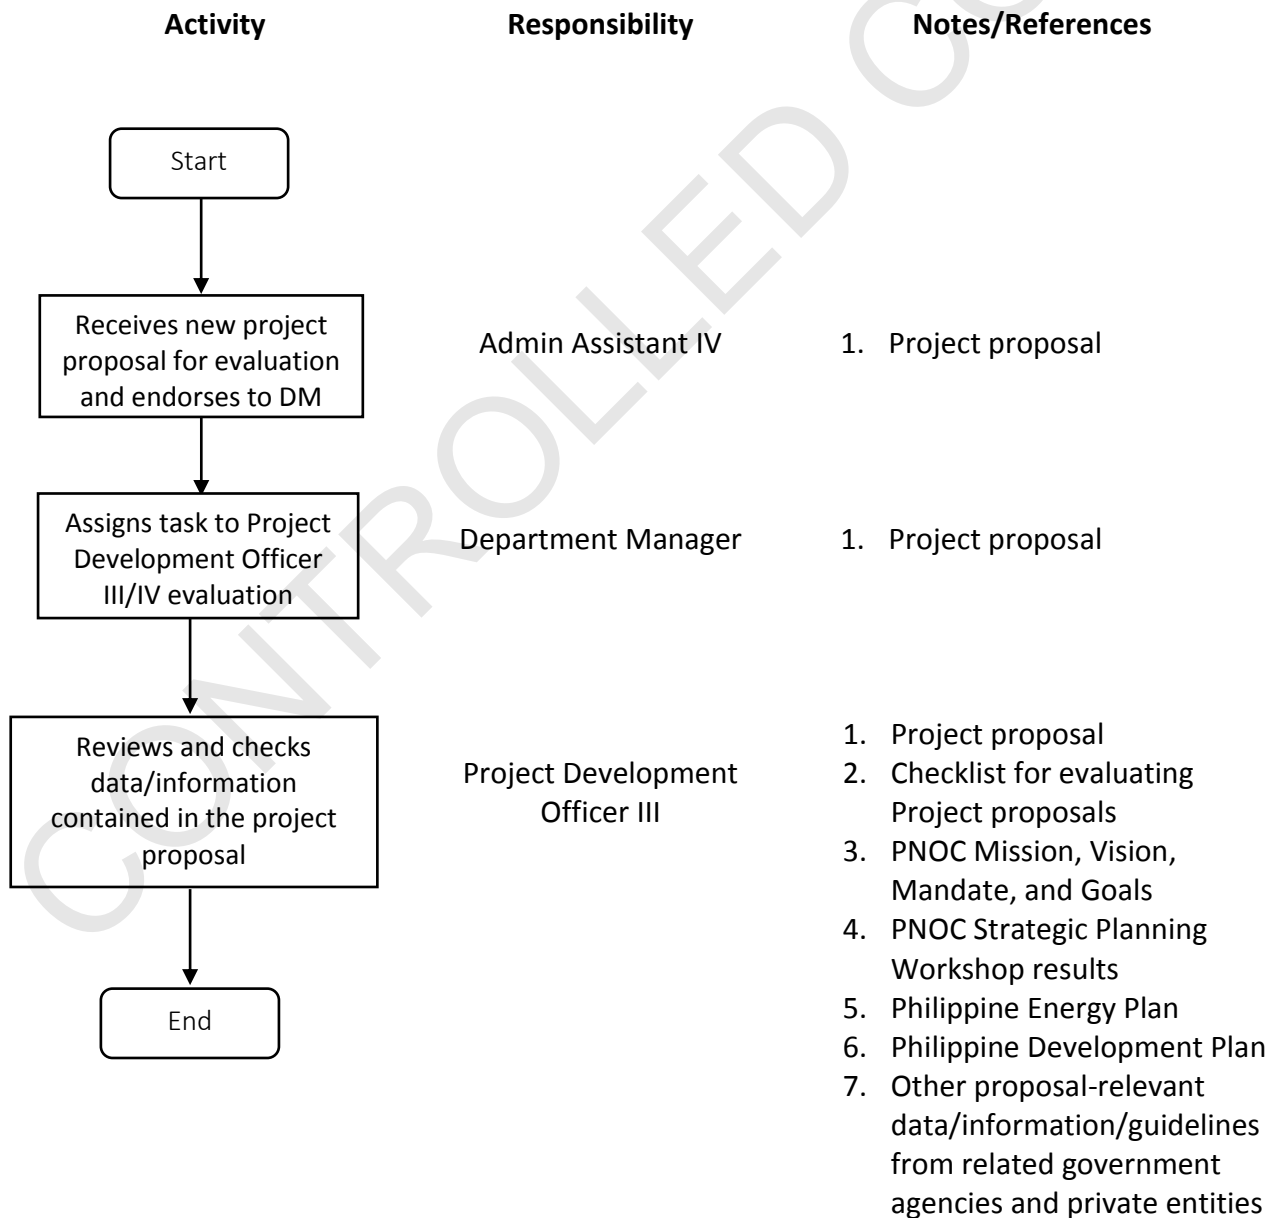 Activity Responsibility Notes/References
Start
Receives new project
proposal for evaluation
and endorses to DM
Admin Assistant IV
1. Project proposal
Assigns task to Project
Development Officer
III/IV evaluation
Department Manager
1. Project proposal
Reviews and checks
data/information
contained in the project
proposal
Project Development
Officer III
1. Project proposal
2. Checklist for evaluating
Project proposals
3. PNOC Mission, Vision,
Mandate, and Goals
4. PNOC Strategic Planning
Workshop results
5. Philippine Energy Plan
6. Philippine Development Plan
7. Other proposal-relevant
data/information/guidelines
from related government
agencies and private entities
End
CONTROLLED